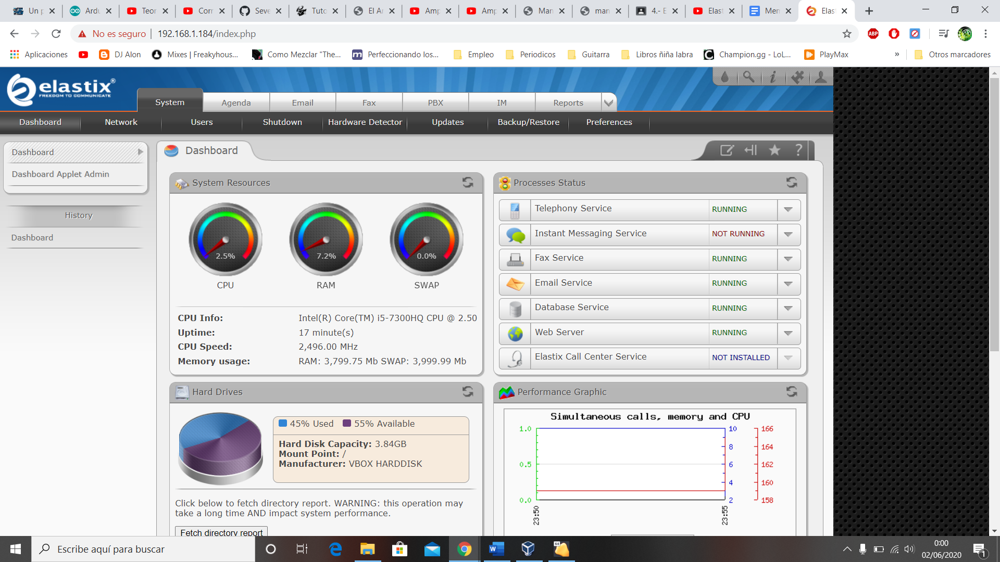 Un p
Ardu
Teor
Corr
Seve
Tuto
El Ar
Amp
Amp
Man
man
4.- E
Elast
Mem
Elast
No es seguro | 192.168.1.184/index.php
ABP
Aplicaciones
DJ Alon
Mixes | Freakyhous...
Como Mezclar "The...
Perfeccionando los...
Empleo
Periodicos
Guitarra
Libros ñiña labra
Champion.gg - LoL...
PlayMax
»
Otros marcadores
elastix®
FREEDOM TO COMMUNICATE
System
Agenda
Email
Fax
PBX
IM
Reports
Dashboard
Network
Users
Shutdown
Hardware Detector
Updates
Backup/Restore
Preferences
Dashboard
Dashboard Applet Admin
History
Dashboard
Dashboard
System Resources
2.5%
7.2%
0.0%
CPU
RAM
SWAP
CPU Info: Intel(R) Core(TM) i5-7300HQ CPU @ 2.50
Uptime: 17 minute(s)
CPU Speed: 2,496.00 MHz
Memory usage: RAM: 3,799.75 Mb SWAP: 3,999.99 Mb
Processes Status
Telephony Service RUNNING
Instant Messaging Service NOT RUNNING
Fax Service RUNNING
Email Service RUNNING
Database Service RUNNING
Web Server RUNNING
Elastix Call Center Service NOT INSTALLED
Hard Drives
45% Used 55% Available
Hard Disk Capacity: 3.84GB
Mount Point: /
Manufacturer: VBOX HARDDISK
Click below to fetch directory report. WARNING: this operation may
take a long time AND impact system performance.
Fetch directory report
Performance Graphic
Simultaneous calls, memory and CPU
1.0
0.5
0.0
10
8
6
4
2
166
164
162
160
158
23:50
23:55
Escribe aquí para buscar
64
0:00
02/06/2020
1